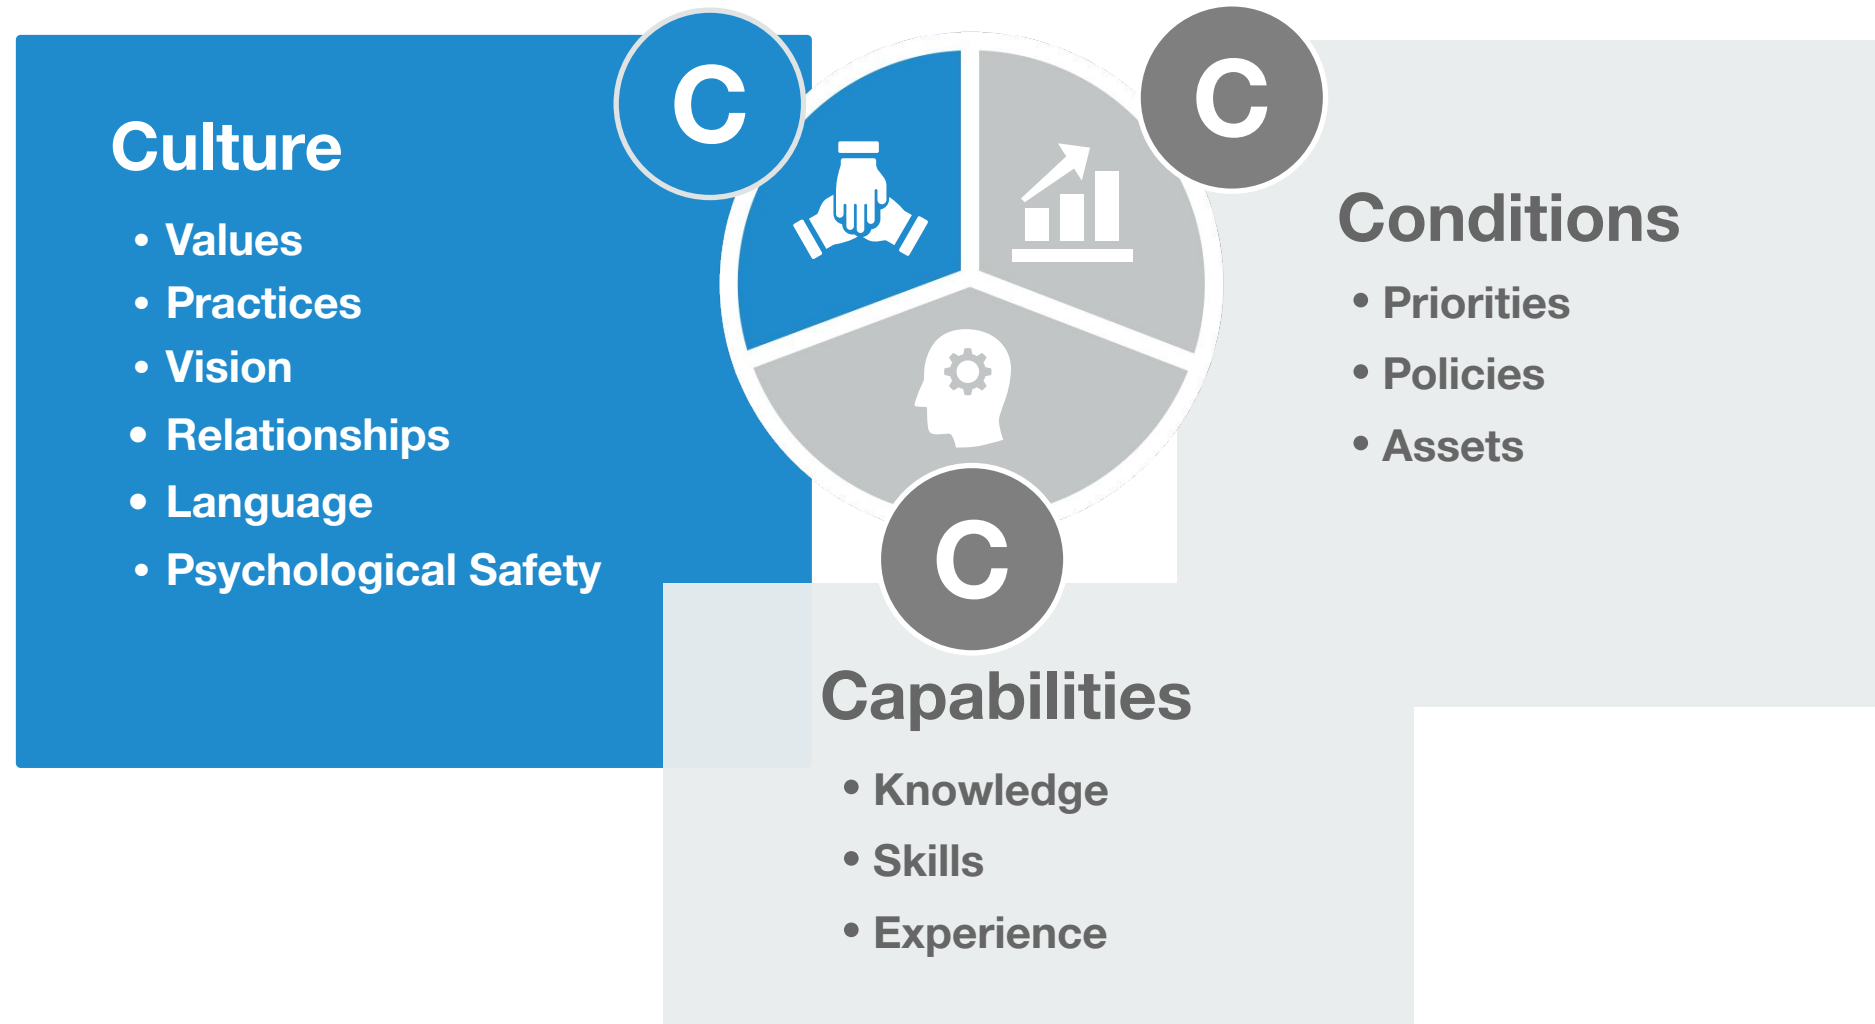 C
Culture
• Values
• Practices
• Vision
• Relationships
• Language
• Psychological Safety
C
Conditions
• Priorities
• Policies
• Assets
C
Capabilities
• Knowledge
• Skills
• Experience